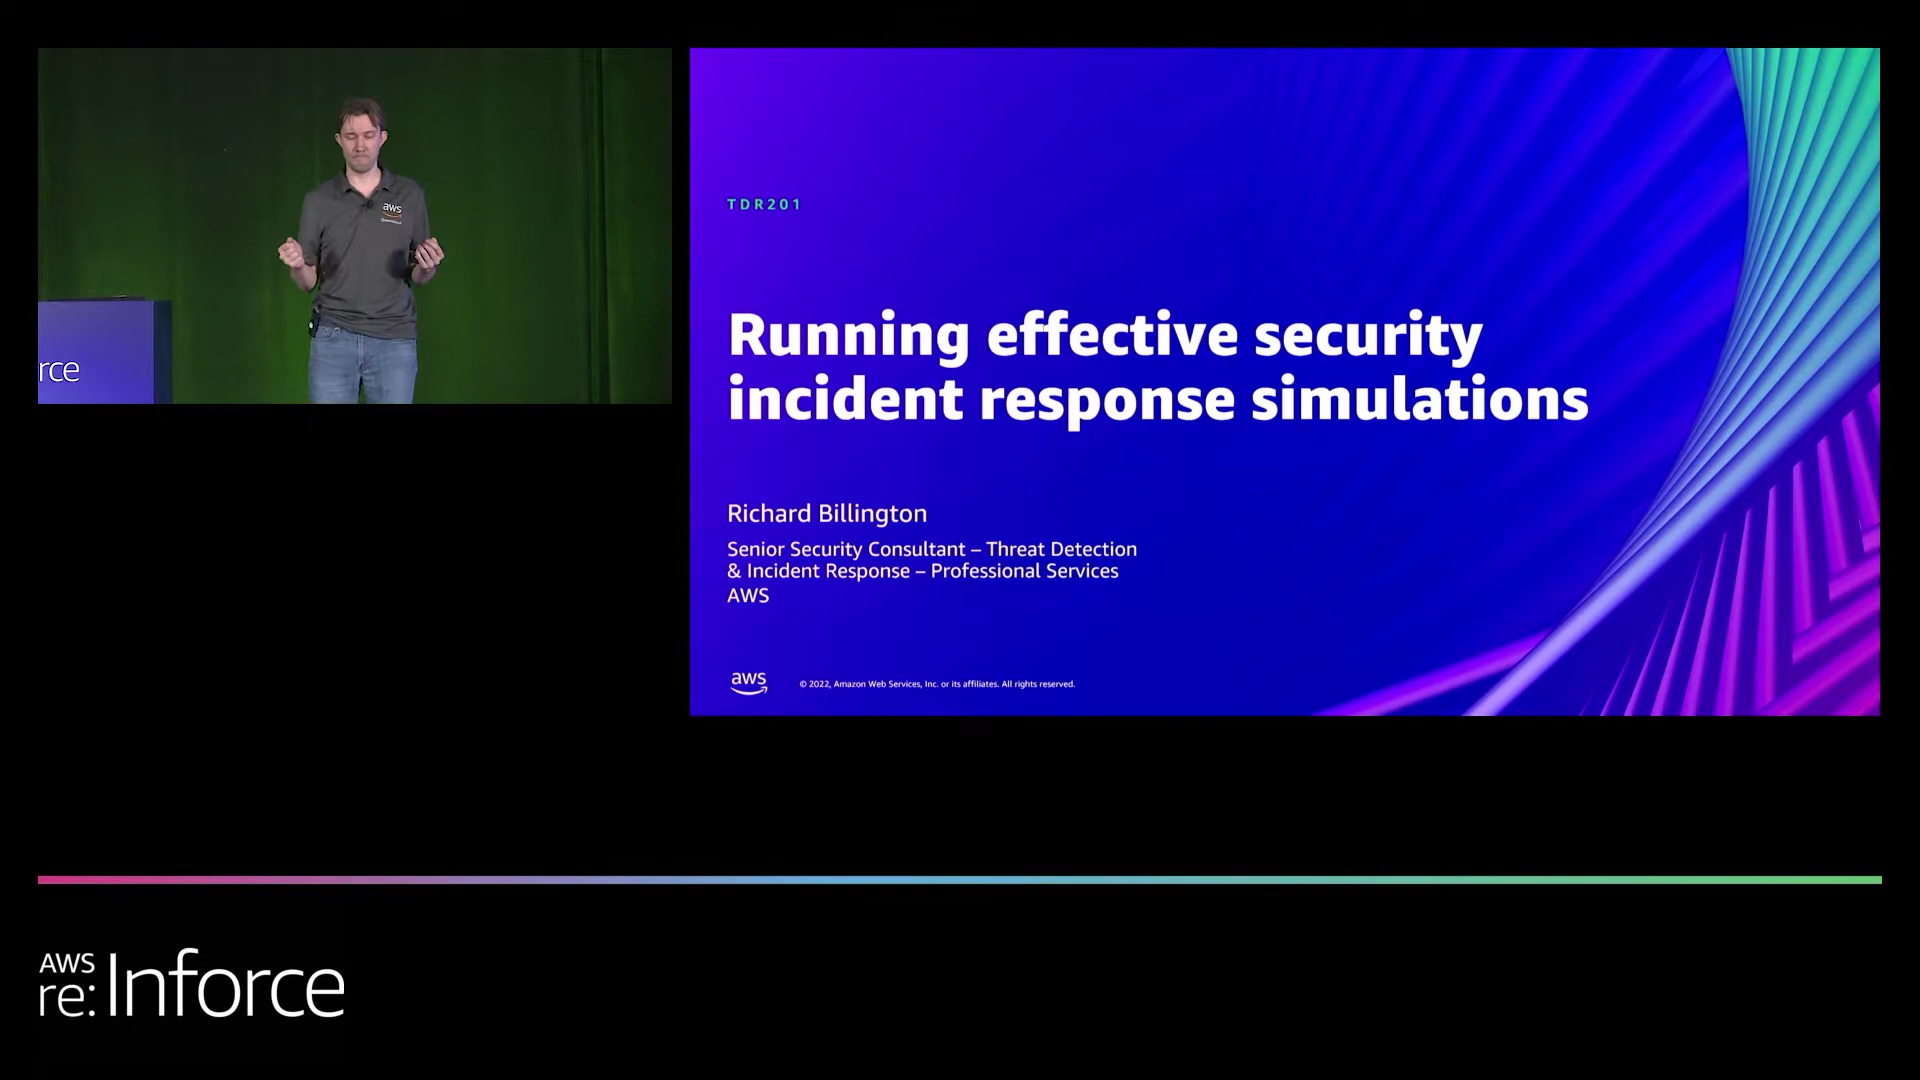 aws
rce
TDR201
Running effective security
incident response simulations
Richard Billington
Senior Security Consultant – Threat Detection
& Incident Response – Professional Services
AWS
aws
© 2022, Amazon Web Services, Inc. or its affiliates. All rights reserved.
AWS
re:Inforce